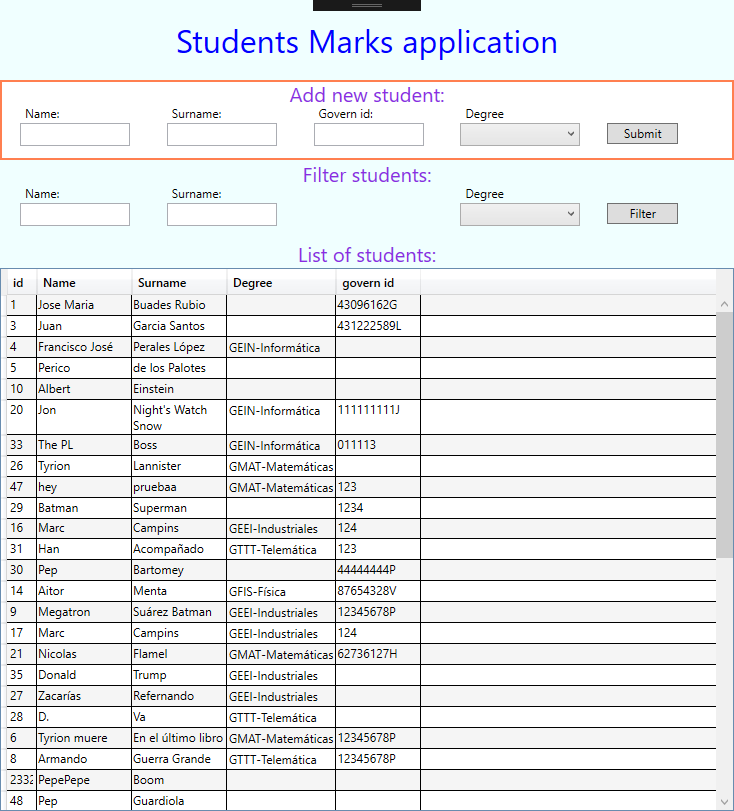 Students Marks application
Add new student:
Name: Surname: Govern id: Degree
Submit
Filter students:
Name: Surname: Degree
Filter
List of students:
id Name Surname Degree govern id
1 Jose Maria Buades Rubio 43096162G
3 Juan Garcia Santos 431222589L
4 Francisco José Perales López GEIN-Informática
5 Perico de los Palotes
10 Albert Einstein
20 Jon Night's Watch GEIN-Informática 111111111J
Snow
33 The PL Boss GEIN-Informática 011113
26 Tyrion Lannister GMAT-Matemáticas
47 hey pruebaa GMAT-Matemáticas 123
29 Batman Superman 1234
16 Marc Campins GEEI-Industriales 124
31 Han Acompañado GTTT-Telemática 123
30 Pep Bartomey 44444444P
14 Aitor Menta GFIS-Física 87654328V
9 Megatron Suárez Batman GEEI-Industriales 12345678P
17 Marc Campins GEEI-Industriales 124
21 Nicolas Flamel GMAT-Matemáticas 62736127H
35 Donald Trump GEEI-Industriales
27 Zacarías Refernando GEEI-Industriales
28 D. Va GTTT-Telemática
6 Tyrion muere En el último libro GMAT-Matemáticas 12345678P
8 Armando Guerra Grande GTTT-Telemática 12345678P
2332 PepePepe Boom
48 Pep Guardiola